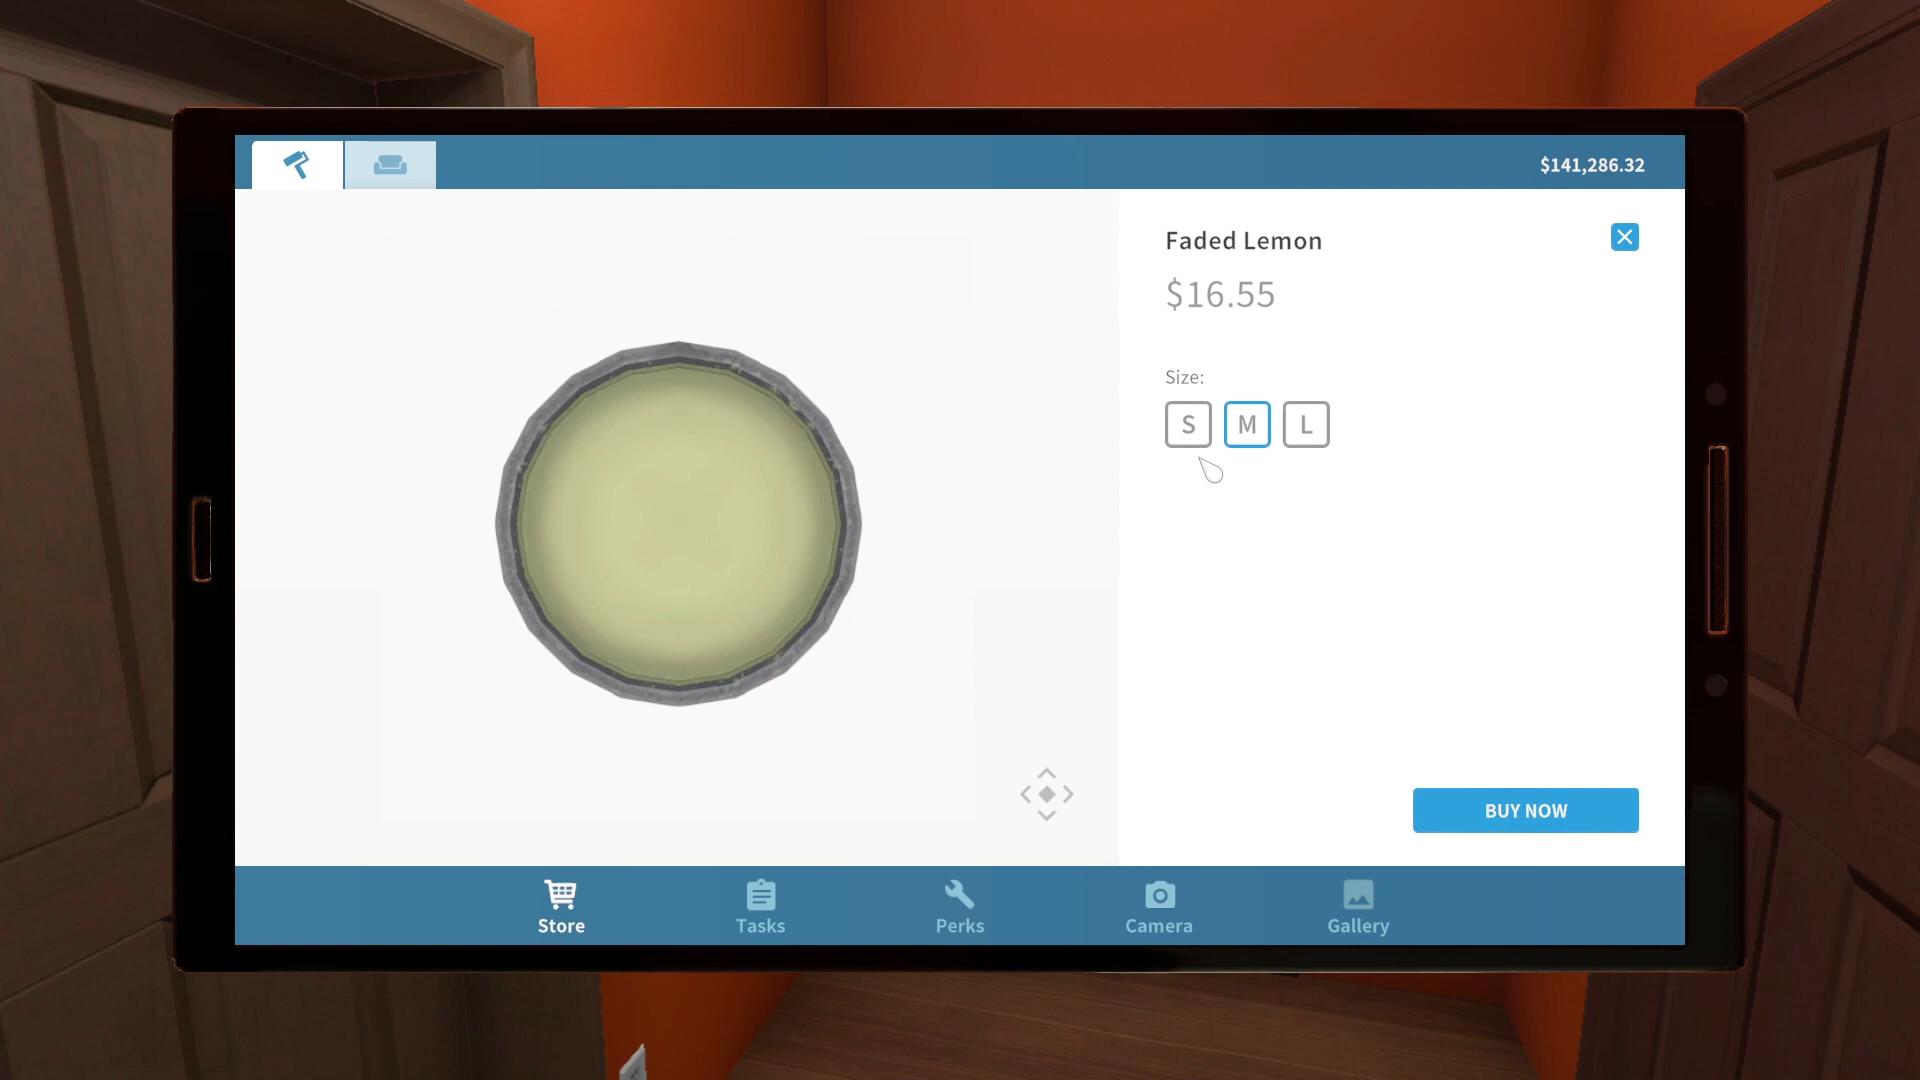 $141,286.32
Faded Lemon
$16.55
Size:
S M L
BUY NOW
Store Tasks Perks Camera Gallery